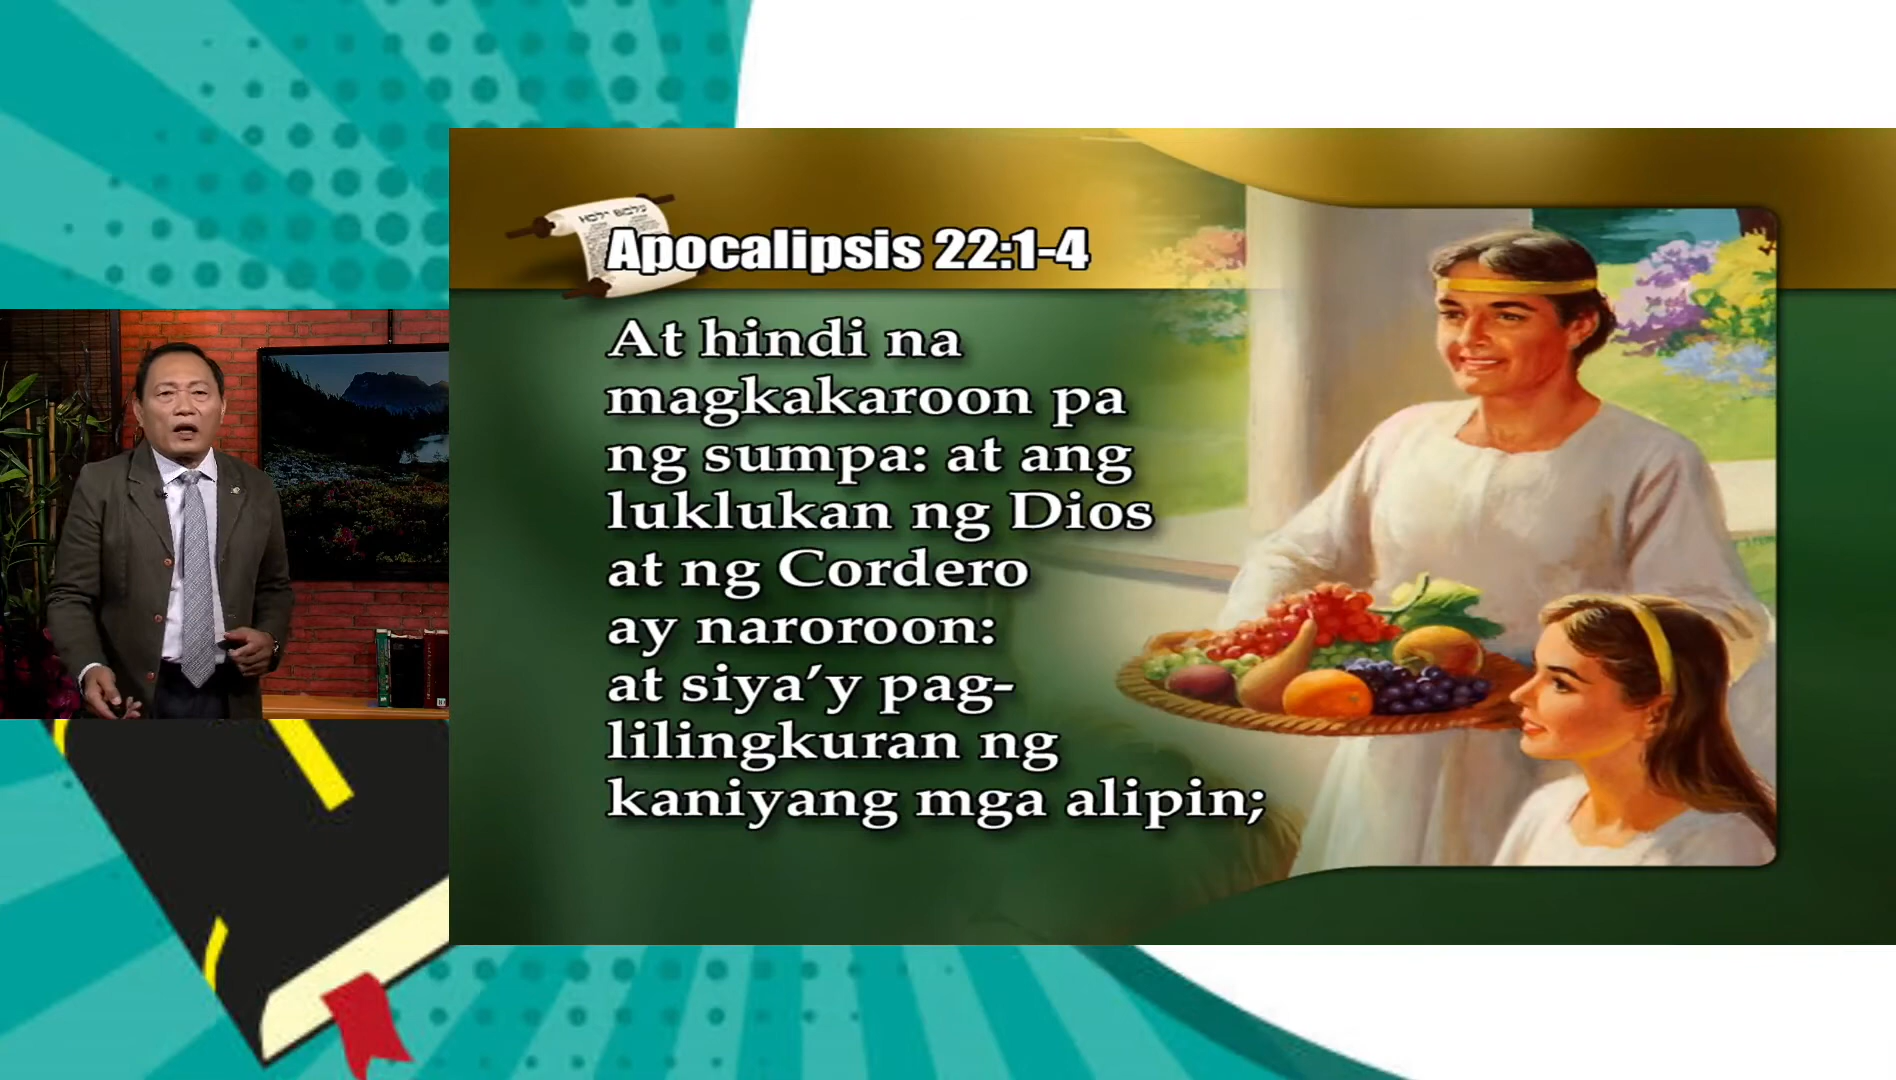 Apocalipsis 22:1-4
At hindi na
magkakaroon pa
ng sumpa: at ang
luklukan ng Dios
at ng Cordero
ay naroroon:
at siya’y pag-
lilingkuran ng
kaniyang mga alipin;